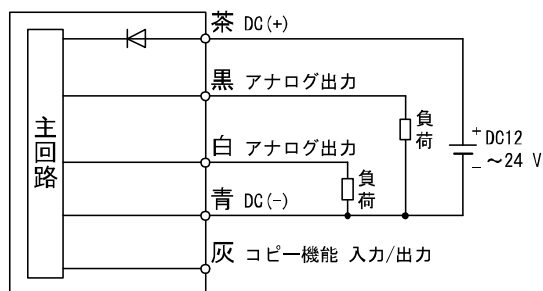 茶 DC(+)
黒 アナログ出力
主回路
負荷
+
DC12
～24 V
−
白 アナログ出力
負荷
青 DC(-)
灰 コピー機能 入力/出力